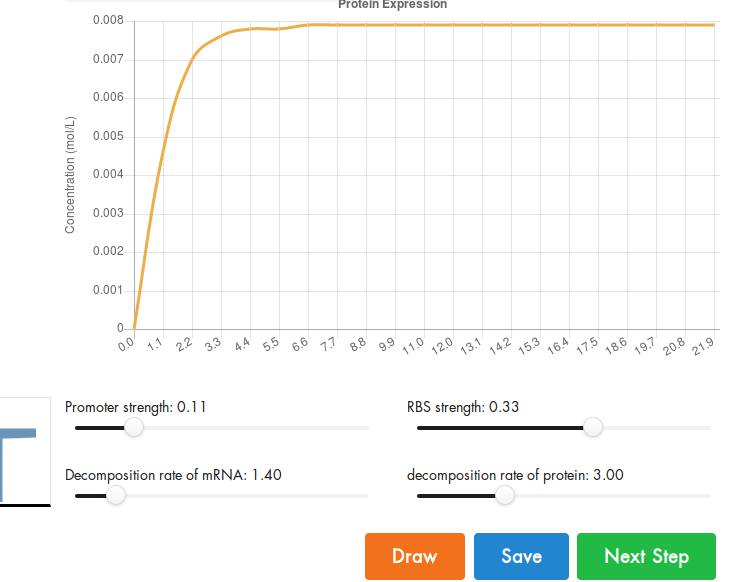 Protein Expression
0.008
0.007
0.006
0.005
0.004
0.003
0.002
0.001
0
Concentration (mol/L)
0.0 1.1 2.2 3.3 4.4 5.5 6.6 7.7 8.8 9.9 11.0 12.0 13.1 14.2 15.3 16.4 17.5 18.6 19.7 20.8 21.9
Promoter strength: 0.11 RBS strength: 0.33
Decomposition rate of mRNA: 1.40 decomposition rate of protein: 3.00
Draw Save Next Step